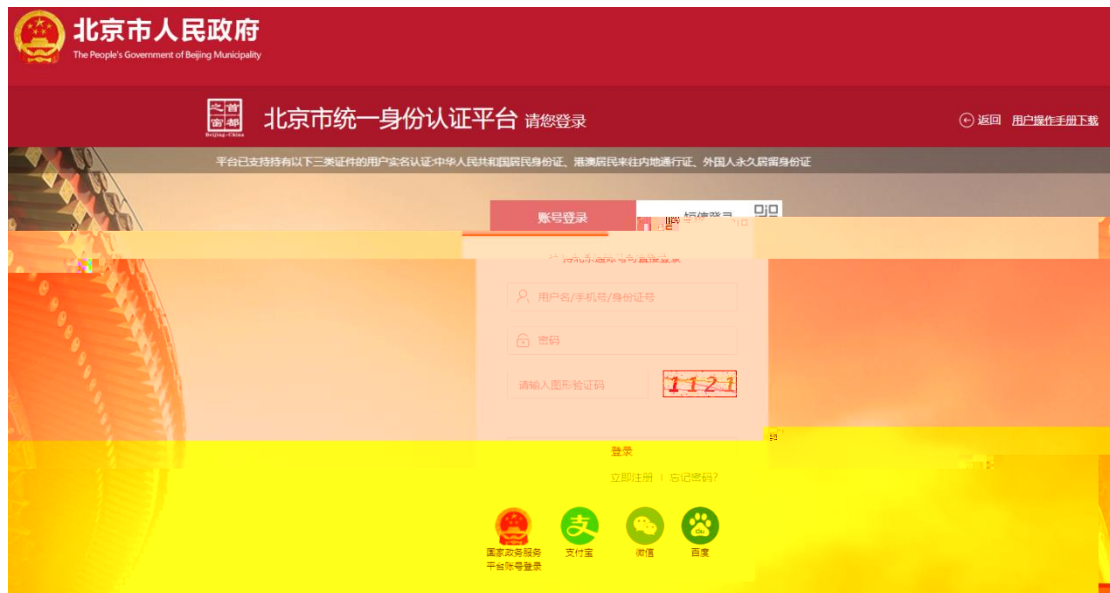 北京市人民政府
The People's Government of Beijing Municipality
首都之窗
Beijing-China
北京市统一身份认证平台 请您登录
返回 用户操作手册下载
平台已支持持有以下三类证件的用户实名认证:中华人民共和国居民身份证、港澳居民来往内地通行证、外国人永久居留身份证
账号登录 短信登录
用户名/手机号/身份证号
密码
请输入图形验证码 1121
登录
立即注册 | 忘记密码?
国家政务服务平台账号登录
支付宝
微信
百度